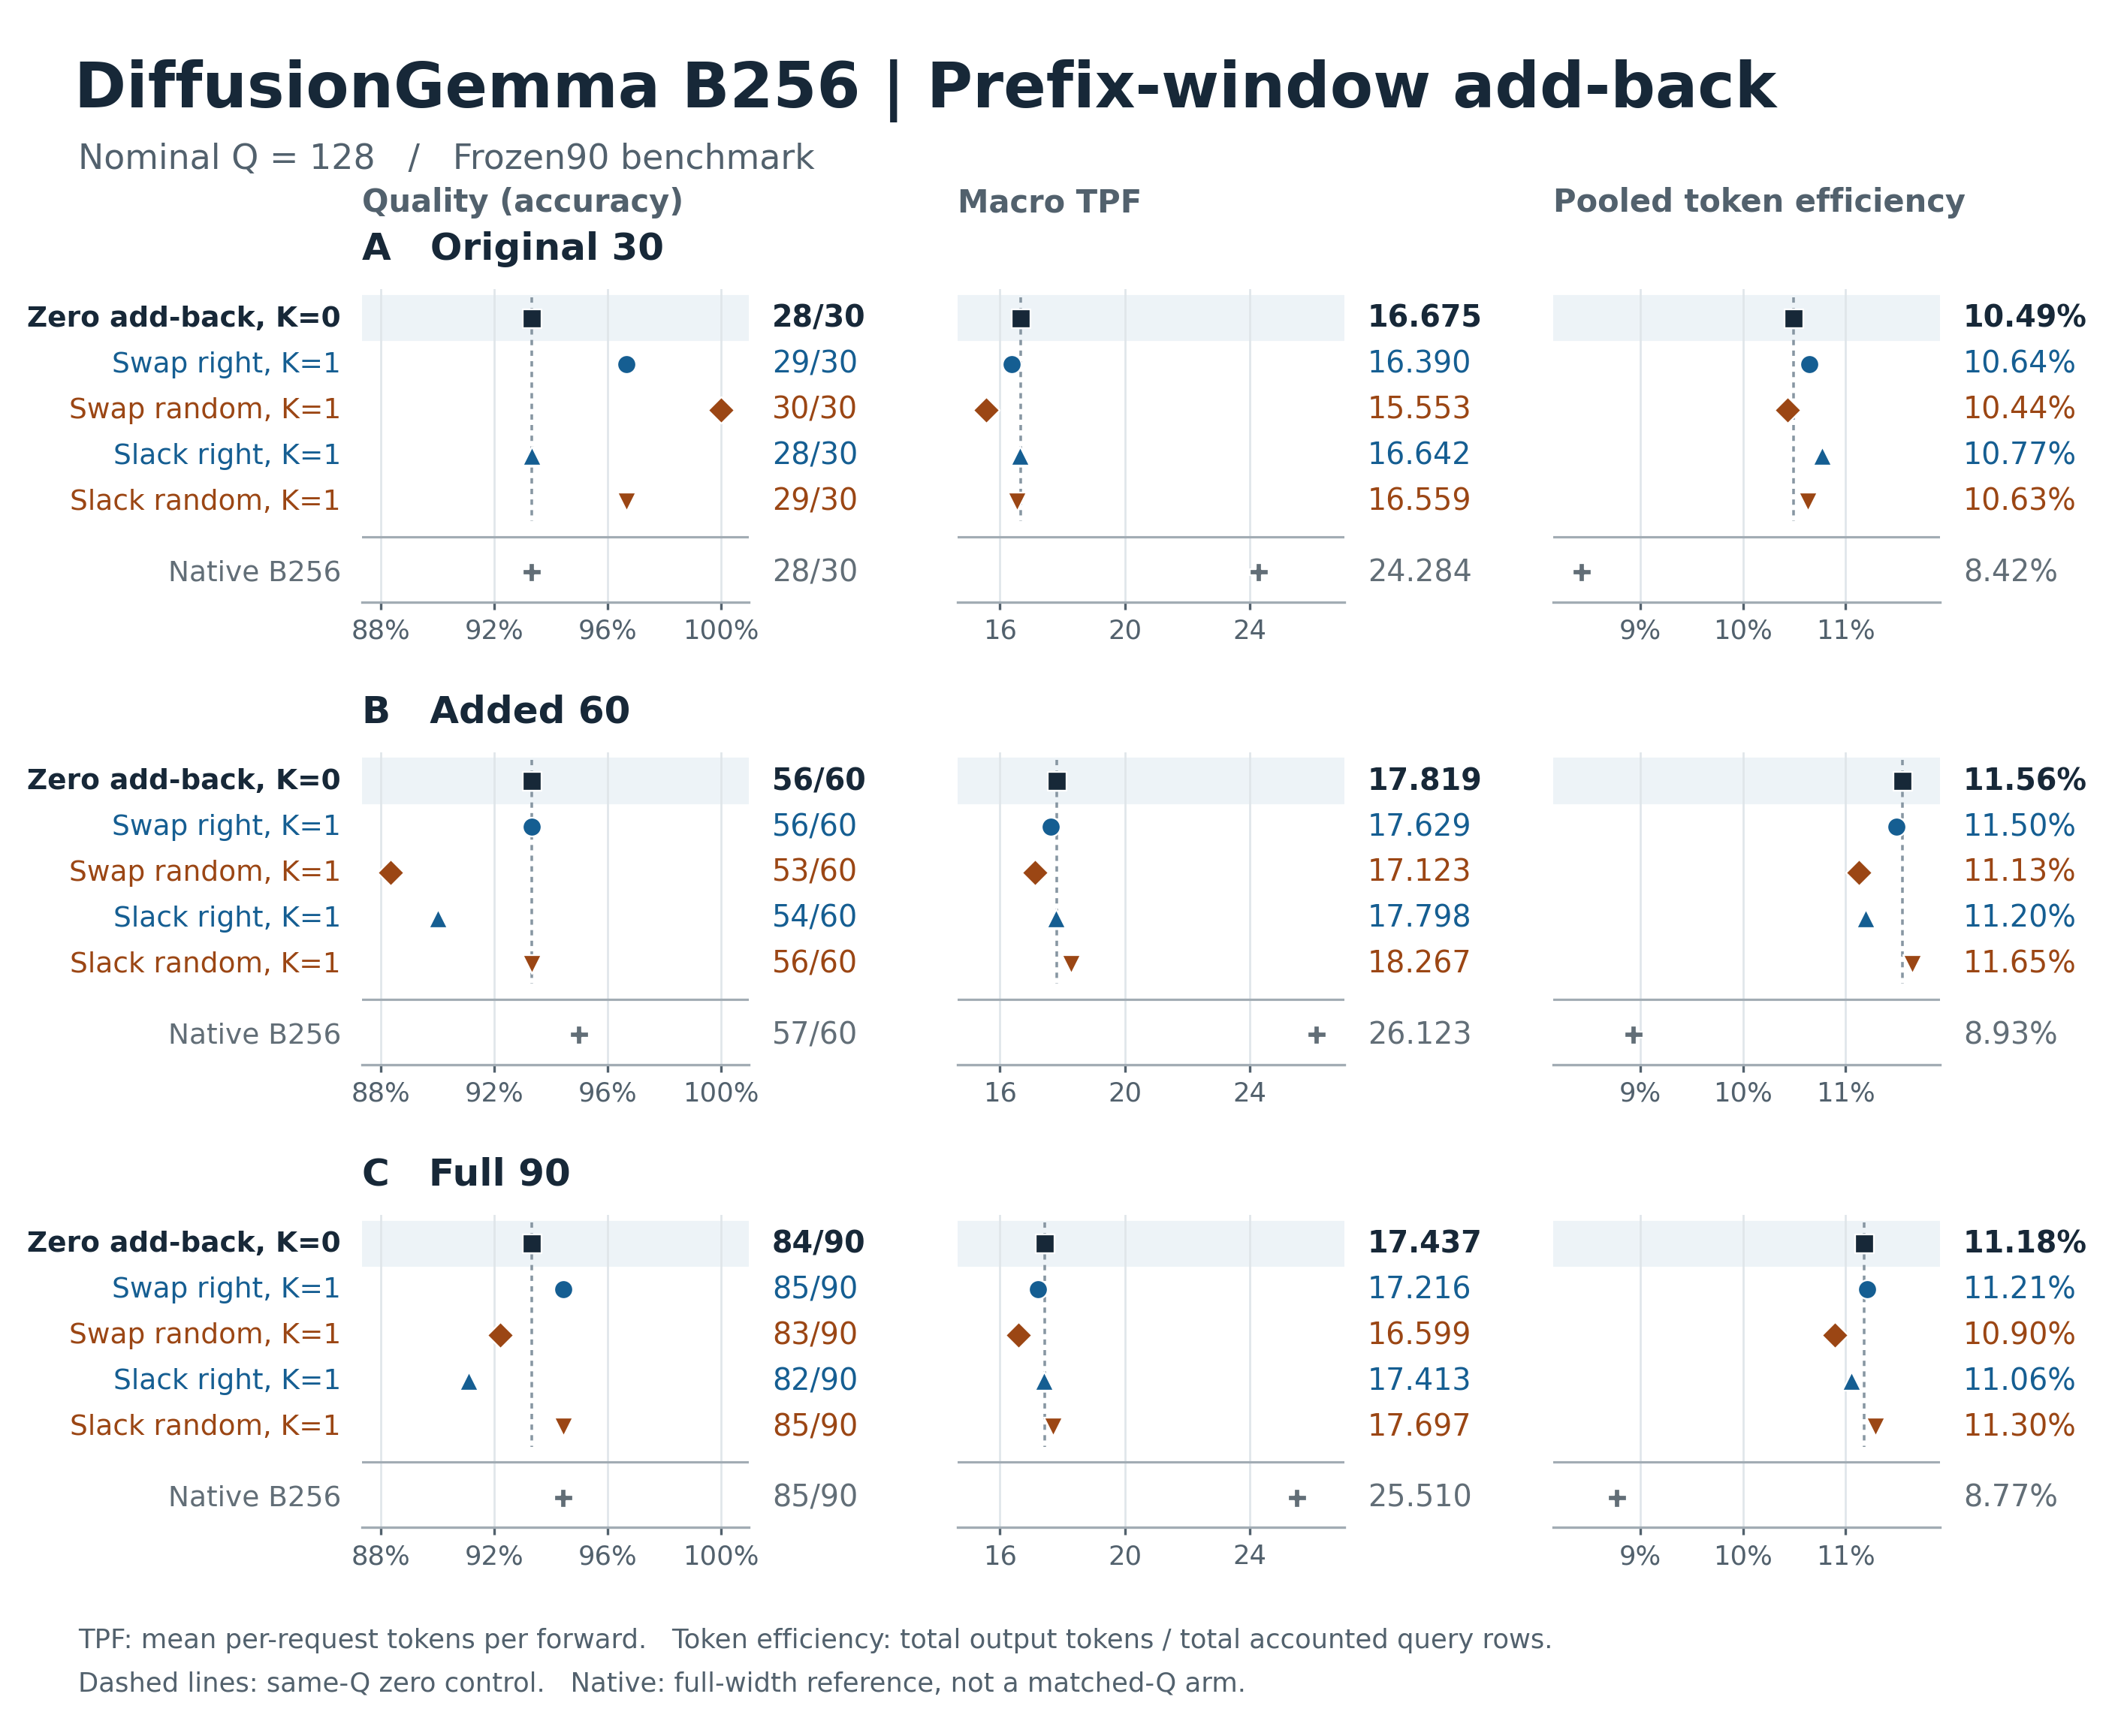 DiffusionGemma B256 | Prefix-window add-back
Nominal Q = 128 / Frozen90 benchmark
Quality (accuracy) Macro TPF Pooled token efficiency
A Original 30
Zero add-back, K=0 28/30 16.675 10.49%
Swap right, K=1 29/30 16.390 10.64%
Swap random, K=1 30/30 15.553 10.44%
Slack right, K=1 28/30 16.642 10.77%
Slack random, K=1 29/30 16.559 10.63%
Native B256 28/30 24.284 8.42%
88% 92% 96% 100% 16 20 24 9% 10% 11%
B Added 60
Zero add-back, K=0 56/60 17.819 11.56%
Swap right, K=1 56/60 17.629 11.50%
Swap random, K=1 53/60 17.123 11.13%
Slack right, K=1 54/60 17.798 11.20%
Slack random, K=1 56/60 18.267 11.65%
Native B256 57/60 26.123 8.93%
88% 92% 96% 100% 16 20 24 9% 10% 11%
C Full 90
Zero add-back, K=0 84/90 17.437 11.18%
Swap right, K=1 85/90 17.216 11.21%
Swap random, K=1 83/90 16.599 10.90%
Slack right, K=1 82/90 17.413 11.06%
Slack random, K=1 85/90 17.697 11.30%
Native B256 85/90 25.510 8.77%
88% 92% 96% 100% 16 20 24 9% 10% 11%
TPF: mean per-request tokens per forward. Token efficiency: total output tokens / total accounted query rows.
Dashed lines: same-Q zero control. Native: full-width reference, not a matched-Q arm.